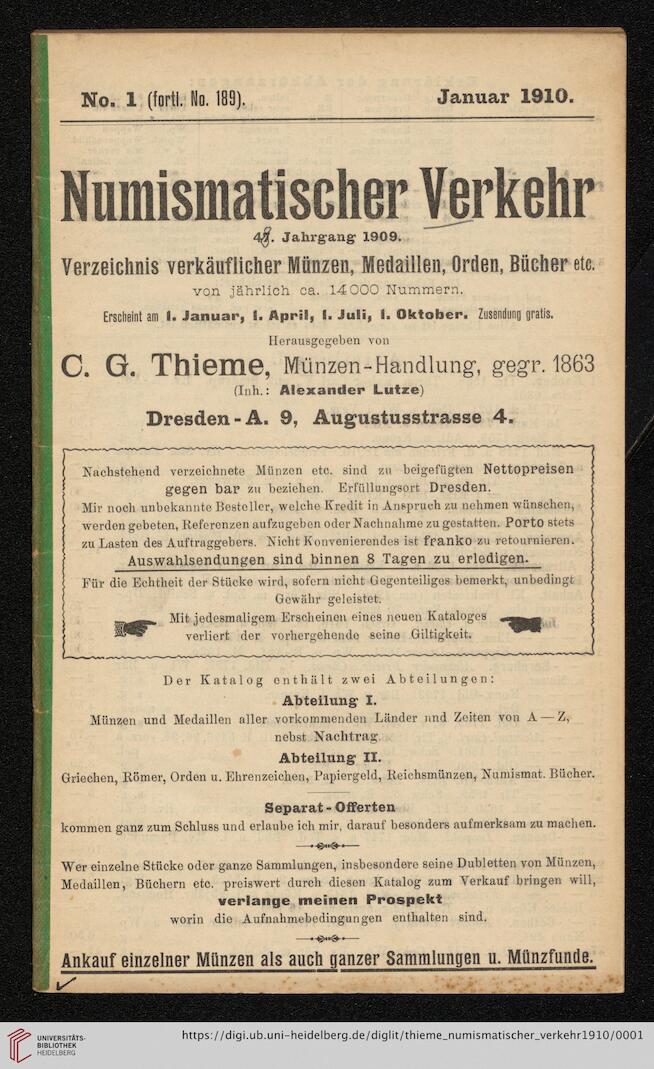 No. 1 (fortl. No. 189). Januar 1910.
Numismatischer Verkehr
Jahrgang 1909.
Verzeichnis verkäuflicher Münzen, Medaillen, Orden, Bücher etc.
von jährlich ca. 14000 Nummern.
Erscheint am 1. Januar, 1. April, 1. Juli, 1. Oktober. Zusendung gratis.
Herausgegeben von
C. G. Thieme, Münzen-Handlung, gegr. 1863
(Inh.: Alexander Lutze)
Dresden-A. 9, Augustusstrasse 4.
Nachstehend verzeichnete Münzen etc. sind zu beigefügten Nettopreisen
gegen bar zu beziehen. Erfüllungsort Dresden.
Mir noch unbekannte Besteller, welche Kredit in Anspruch zu nehmen wünschen,
werden gebeten, Referenzen aufzugeben oder Nachnahme zu gestatten. Porto stets
zu Lasten des Auftraggebers. Nicht Konvenierendes ist franko zu retournieren.
Auswahlsendungen sind binnen 8 Tagen zu erledigen.
Für die Echtheit der Stücke wird, sofern nicht Gegenteiliges bemerkt, unbedingt
Gewähr geleistet.
Mit jedesmaligem Erscheinen eines neuen Kataloges
verliert der vorhergehende seine Giltigkeit.
Der Katalog enthält zwei Abteilungen:
Abteilung I.
Münzen und Medaillen aller vorkommenden Länder und Zeiten von A—Z,
nebst Nachtrag.
Abteilung II.
Griechen, Römer, Orden u. Ehrenzeichen, Papiergeld, Reichsmünzen, Numismat. Bücher.
Separat-Offerten
kommen ganz zum Schluss und erlaube ich mir, darauf besonders aufmerksam zu machen.
Wer einzelne Stücke oder ganze Sammlungen, insbesondere seine Dubletten von Münzen,
Medaillen, Büchern etc. preiswert durch diesen Katalog zum Verkauf bringen will,
verlange meinen Prospekt
worin die Aufnahmebedingungen enthalten sind.
Ankauf einzelner Münzen als auch ganzer Sammlungen u. Münzfunde.
UNIVERSITÄTS-
BIBLIOTHEK
HEIDELBERG
https://digi.ub.uni-heidelberg.de/diglit/thieme_numismatischer_verkehr1910/0001